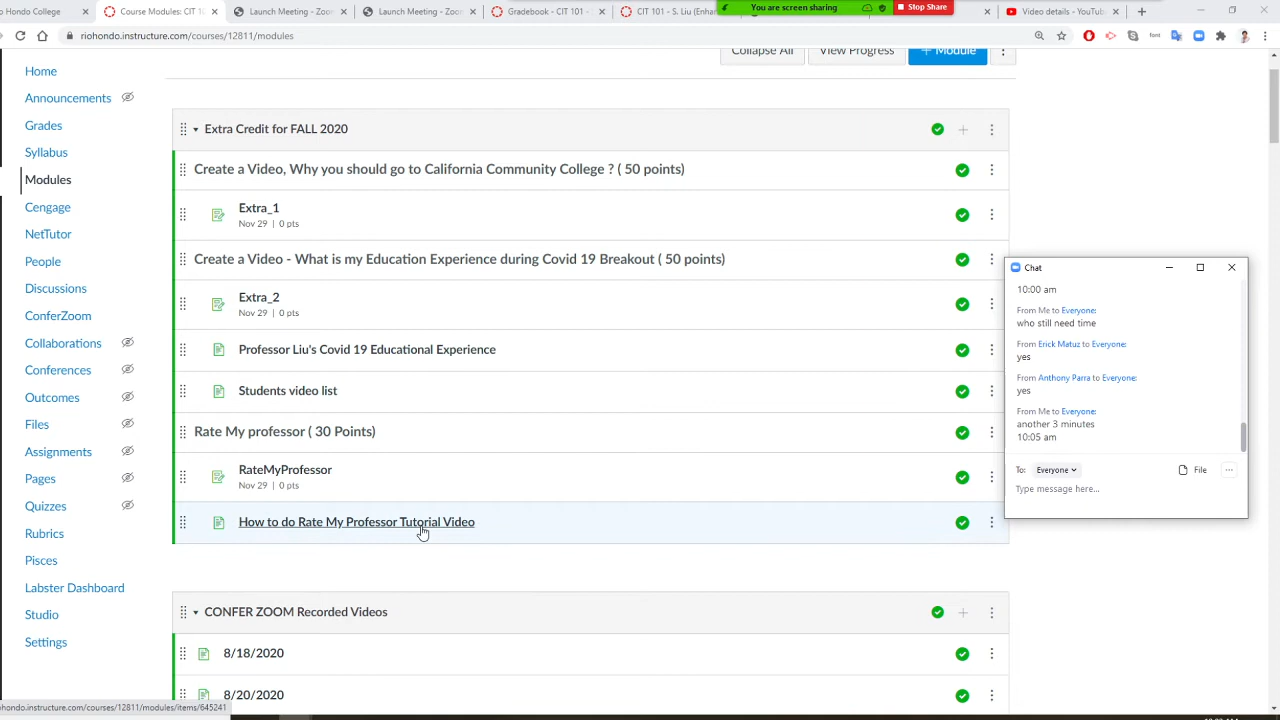 o Hondo College
Course Modules: CIT 10
Launch Meeting - Zoom
Launch Meeting - Zoom
Gradebook - CIT 101 -
CIT 101 - S. Liu (Enhan
You are screen sharing
Stop Share
Video details - YouTub
riohondo.instructure.com/courses/12811/modules
Collapse All
View Progress
+ Module
Home
Announcements
Grades
Syllabus
Modules
Cengage
NetTutor
People
Discussions
ConferZoom
Collaborations
Conferences
Outcomes
Files
Assignments
Pages
Quizzes
Rubrics
Pisces
Labster Dashboard
Studio
Settings
Extra Credit for FALL 2020
Create a Video, Why you should go to California Community College ? ( 50 points)
Extra_1
Nov 29 | 0 pts
Create a Video - What is my Education Experience during Covid 19 Breakout ( 50 points)
Extra_2
Nov 29 | 0 pts
Professor Liu's Covid 19 Educational Experience
Students video list
Rate My professor ( 30 Points)
RateMyProfessor
Nov 29 | 0 pts
How to do Rate My Professor Tutorial Video
CONFER ZOOM Recorded Videos
8/18/2020
8/20/2020
Chat
10:00 am
From Me to Everyone:
who still need time
From Erick Matuz to Everyone:
yes
From Anthony Parra to Everyone:
yes
From Me to Everyone:
another 3 minutes
10:05 am
To: Everyone
File
Type message here...
ohondo.instructure.com/courses/12811/modules/items/645241